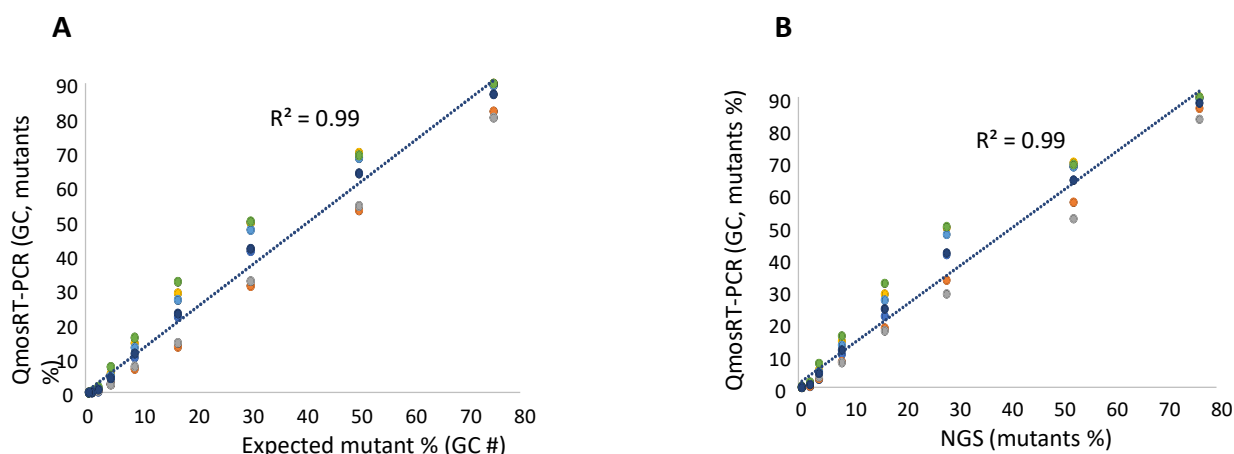 A
QmosRT-PCR (GC, mutants
%)
90
80
70
60
50
40
30
20
10
0
R² = 0.99
0 10 20 30 40 50 60 70 80
Expected mutant % (GC #)
B
QmosRT-PCR (GC, mutants %)
90
80
70
60
50
40
30
20
10
0
R² = 0.99
0 10 20 30 40 50 60 70 80
NGS (mutants %)